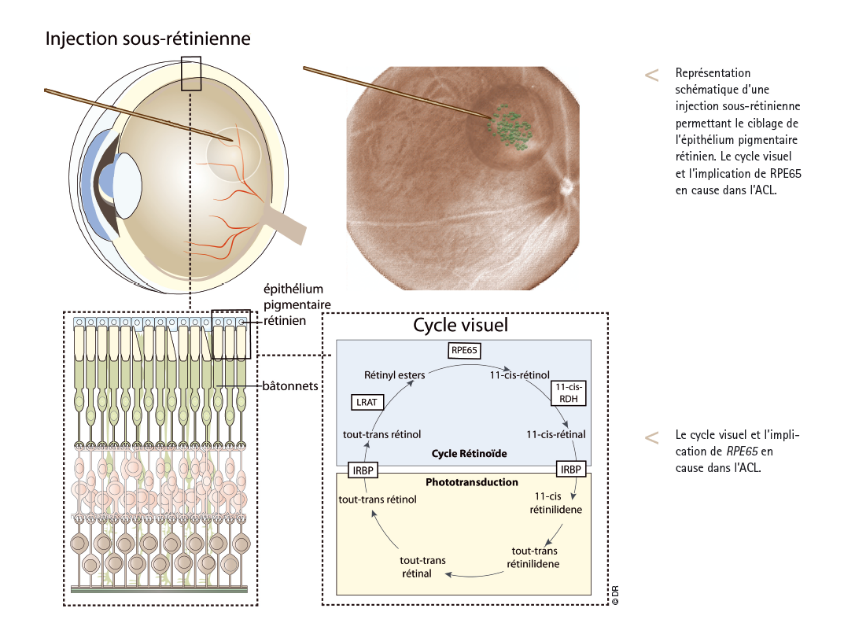 Injection sous-rétinienne
Représentation
schématique d'une
injection sous-rétinienne
permettant le ciblage de
l'épithélium pigmentaire
rétinien. Le cycle visuel
et l'implication de RPE65
en cause dans l'ACL.
épithélium
pigmentaire
rétinien
bâtonnets
Cycle visuel
RPE65
Rétinyl esters
11-cis-rétinol
LRAT
11-cis-
RDH
tout-trans rétinol
11-cis-rétinal
Cycle Rétinoïde
IRBP
IRBP
Phototransduction
tout-trans rétinol
11-cis
rétinilidene
tout-trans
rétinal
tout-trans
rétinilidene
© DR
Le cycle visuel et l'impli-
cation de RPE65 en
cause dans l'ACL.